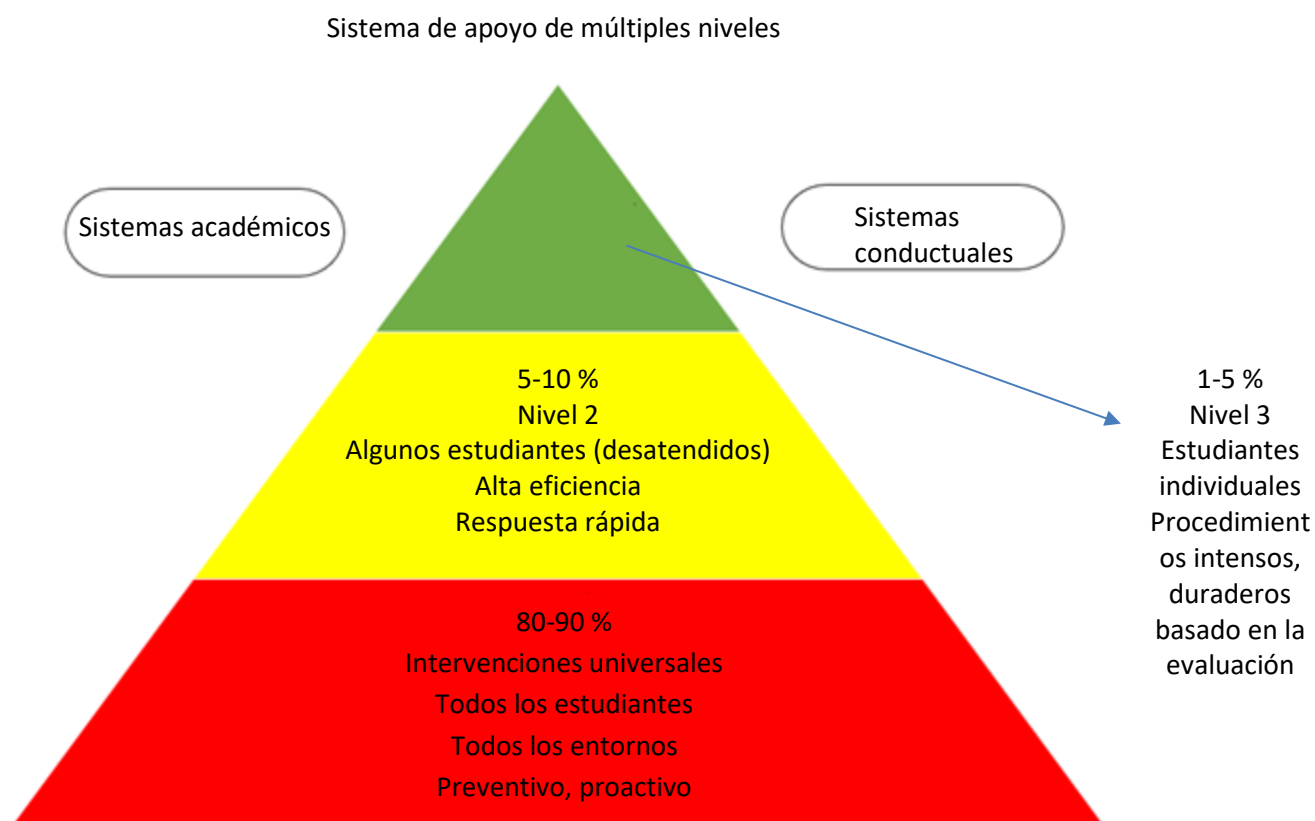 Sistema de apoyo de múltiples niveles
Sistemas académicos
Sistemas
conductuales
5-10 %
Nivel 2
Algunos estudiantes (desatendidos)
Alta eficiencia
Respuesta rápida
1-5 %
Nivel 3
Estudiantes
individuales
Procedimient
os intensos,
duraderos
basado en la
evaluación
80-90 %
Intervenciones universales
Todos los estudiantes
Todos los entornos
Preventivo, proactivo